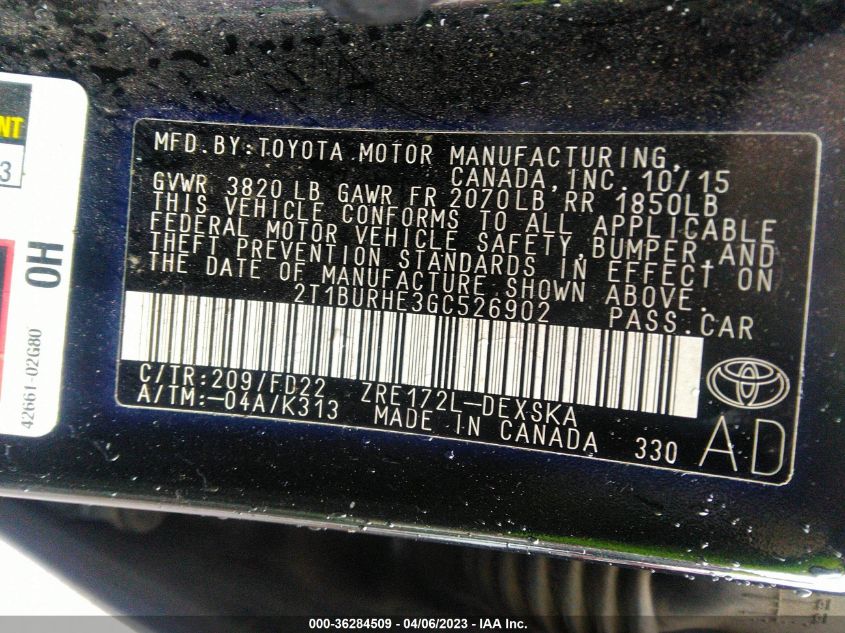 MFD.BY:TOYOTA MOTOR MANUFACTURING,
CANADA,INC. 10/15
GVWR 3820 LB GAWR FR 2070LB RR 1850LB
THIS VEHICLE CONFORMS TO ALL APPLICABLE
FEDERAL MOTOR VEHICLE SAFETY,BUMPER,AND
THEFT PREVENTION STANDARDS IN EFFECT ON
THE DATE OF MANUFACTURE SHOWN ABOVE.
2T1BURHE3GC526902 PASS.CAR
C/TR:209/FD22 ZRE172L-DEXSKA
A/TM:-04A/K313 MADE IN CANADA 330 AD
NT
3
OH
42661-02G80
000-36284509 - 04/06/2023 - IAA Inc.